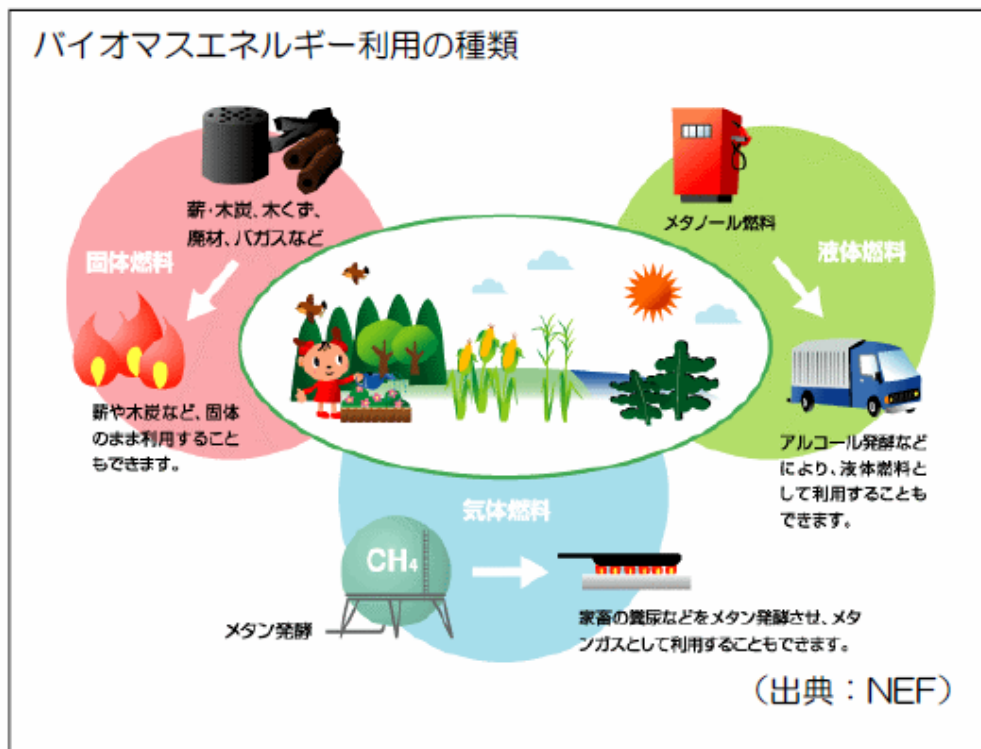 バイオマスエネルギー利用の種類
薪・木炭、木くず、
廃材、バガスなど
固体燃料
薪や木炭など、固体
のまま利用すること
もできます。
メタノール燃料
液体燃料
アルコール発酵など
により、液体燃料と
して利用することも
できます。
気体燃料
CH₄
メタン発酵
家畜の糞尿などをメタン発酵させ、メタ
ンガスとして利用することもできます。
（出典：NEF）